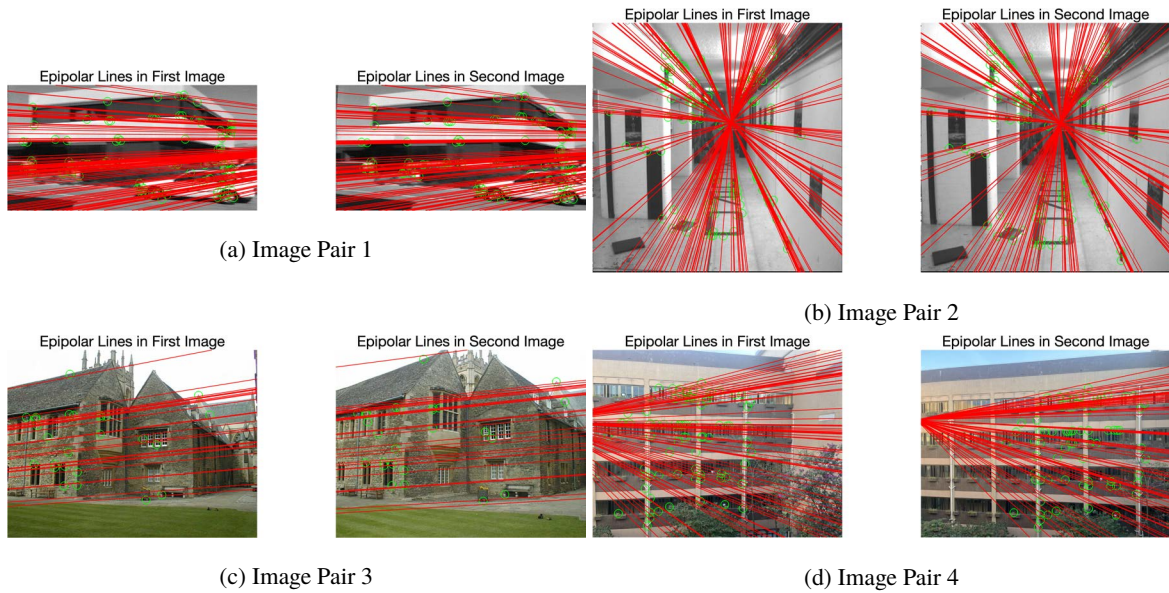 Epipolar Lines in First Image
Epipolar Lines in Second Image
(a) Image Pair 1
Epipolar Lines in First Image
Epipolar Lines in Second Image
(b) Image Pair 2
Epipolar Lines in First Image
Epipolar Lines in Second Image
(c) Image Pair 3
Epipolar Lines in First Image
Epipolar Lines in Second Image
(d) Image Pair 4